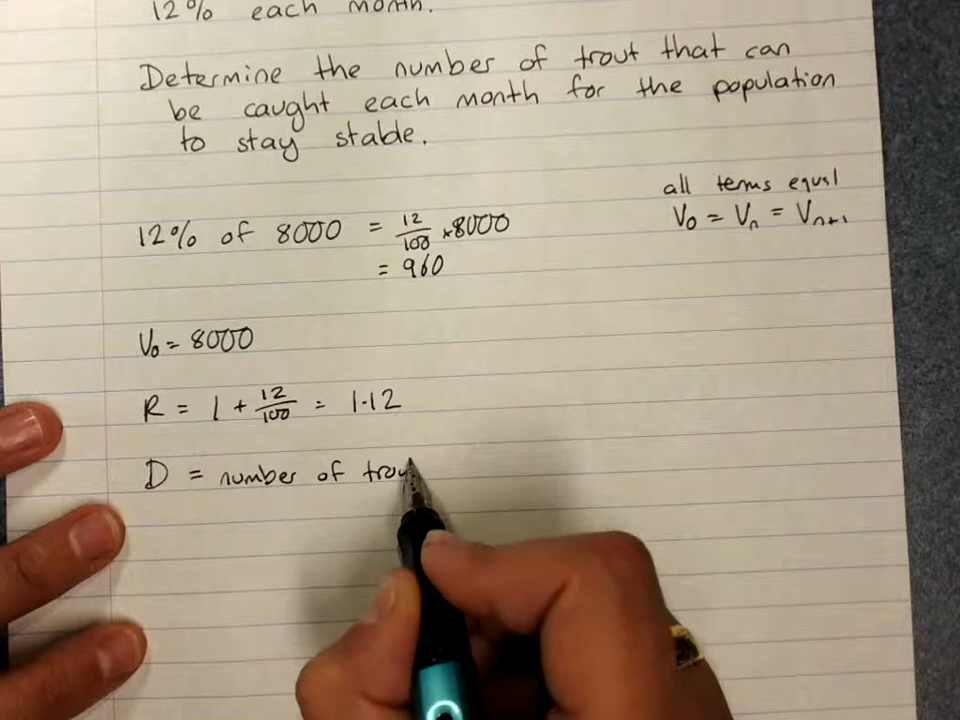 12% each month.
Determine the number of trout that can
be caught each month for the population
to stay stable.
all terms equal
V₀ = Vₙ = Vₙ₊₁
12% of 8000 = 12/100 × 8000
= 960
V₀ = 8000
R = 1 + 12/100 = 1·12
D = number of trou